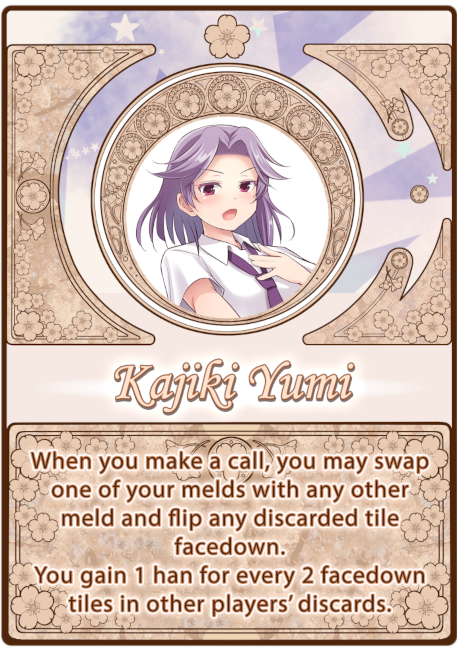 Kajiki Yumi
When you make a call, you may swap
one of your melds with any other
meld and flip any discarded tile
facedown.
You gain 1 han for every 2 facedown
tiles in other players' discards.